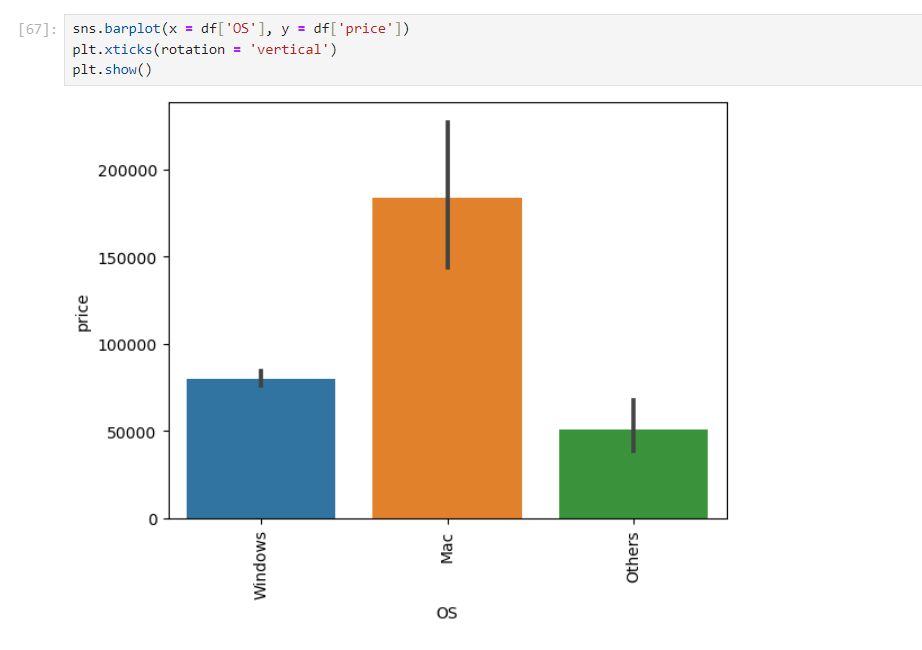 [67]: sns.barplot(x = df['OS'], y = df['price'])
plt.xticks(rotation = 'vertical')
plt.show()
200000
150000
100000
50000
0
price
Windows
Mac
Others
OS